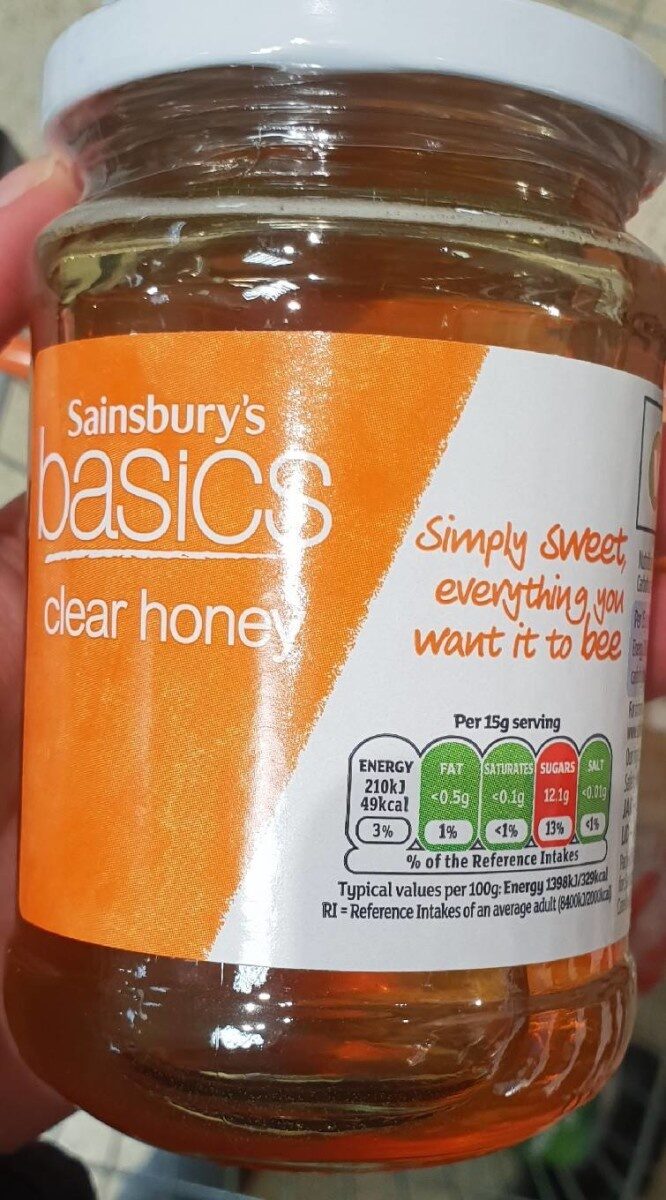 Sainsbury's
basics
clear honey
Simply sweet,
everything you
want it to bee
Per 15g serving
ENERGY
210kJ
49kcal
3%
FAT
<0.5g
1%
SATURATES
<0.1g
<1%
SUGARS
12.1g
13%
SALT
<0.01g
<1%
% of the Reference Intakes
Typical values per 100g: Energy 1398kJ/329kcal
RI = Reference Intakes of an average adult (8400kJ/2000kcal)